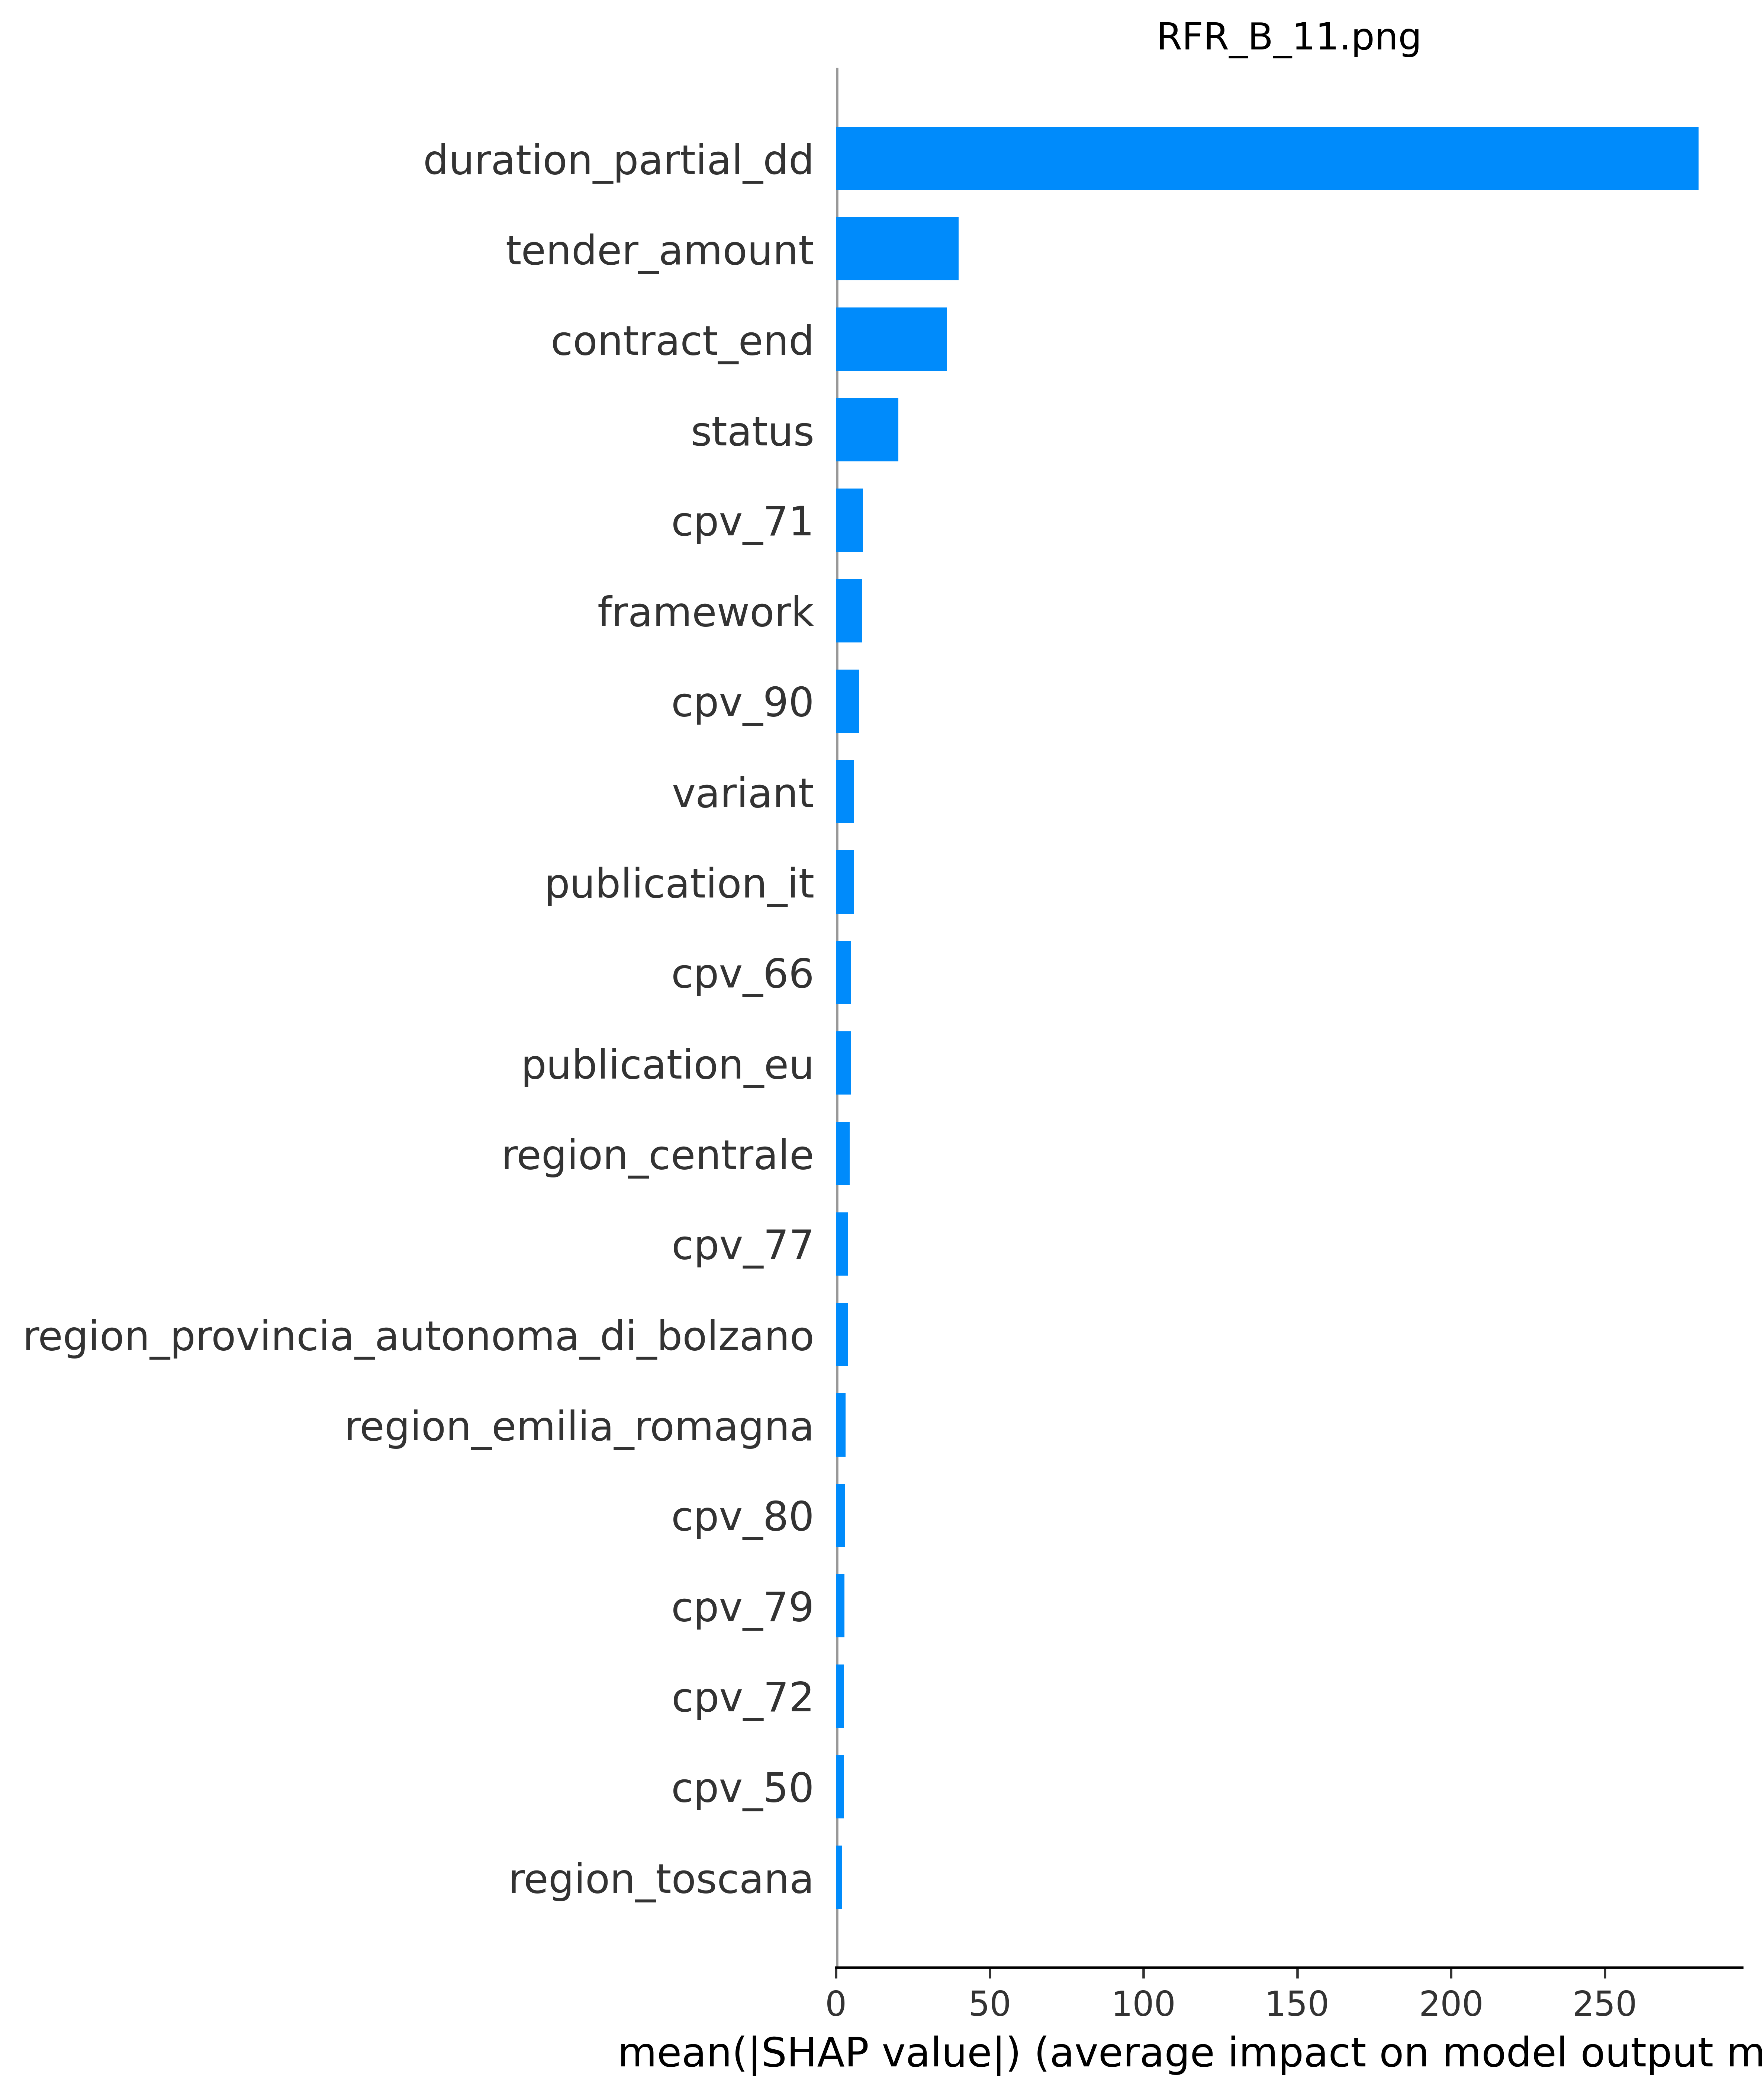 RFR_B_11.png
duration_partial_dd
tender_amount
contract_end
status
cpv_71
framework
cpv_90
variant
publication_it
cpv_66
publication_eu
region_centrale
cpv_77
region_provincia_autonoma_di_bolzano
region_emilia_romagna
cpv_80
cpv_79
cpv_72
cpv_50
region_toscana
0 50 100 150 200 250
mean(|SHAP value|) (average impact on model output m